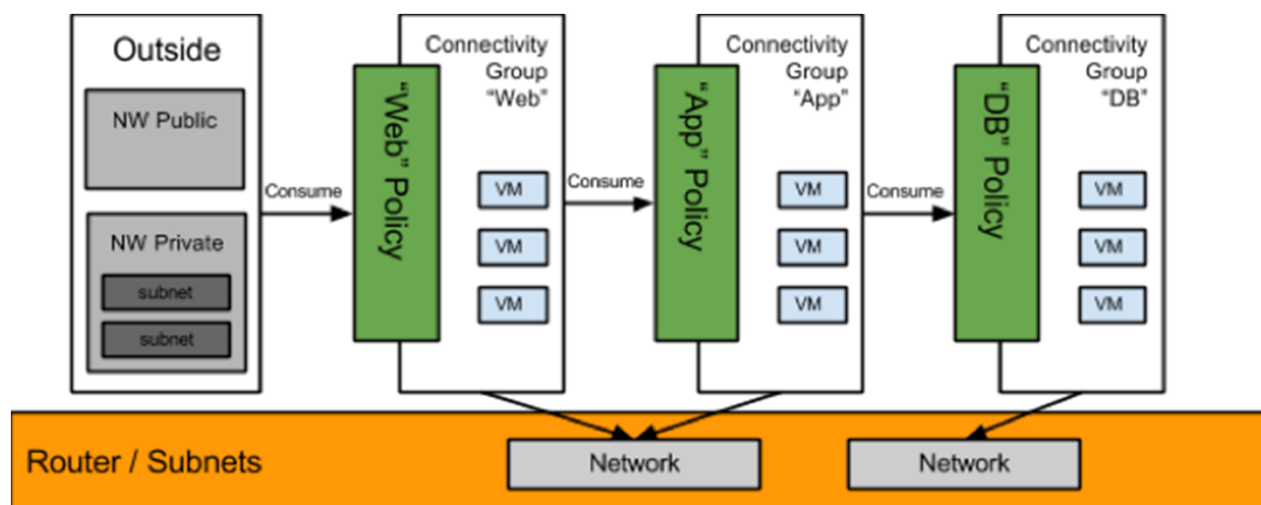 Outside
NW Public
NW Private
subnet
subnet
Consume
“Web” Policy
Connectivity
Group
“Web”
VM
VM
VM
Consume
“App” Policy
Connectivity
Group
“App”
VM
VM
VM
Consume
“DB” Policy
Connectivity
Group
“DB”
VM
VM
VM
Router / Subnets
Network
Network